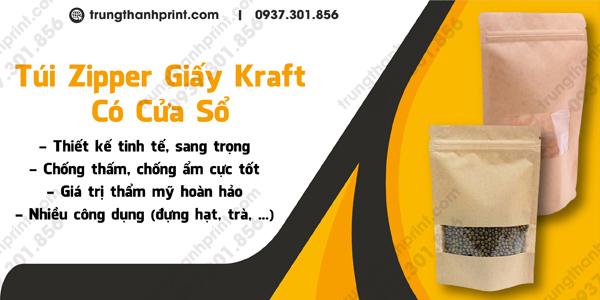 trungthanhprint.com | 0937.301.856
Túi Zipper Giấy Kraft
Có Cửa Sổ
– Thiết kế tinh tế, sang trọng
– Chống thấm, chống ẩm cực tốt
– Giá trị thẩm mỹ hoàn hảo
– Nhiều công dụng (đựng hạt, trà, ...)